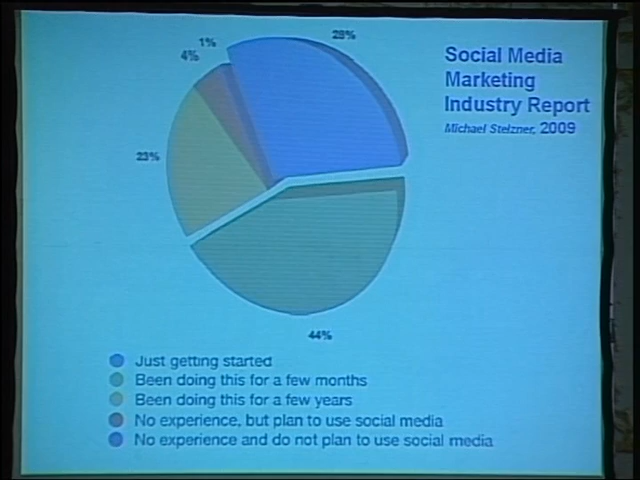 Social Media
Marketing
Industry Report
Michael Stelzner, 2009
1%
28%
4%
23%
44%
Just getting started
Been doing this for a few months
Been doing this for a few years
No experience, but plan to use social media
No experience and do not plan to use social media